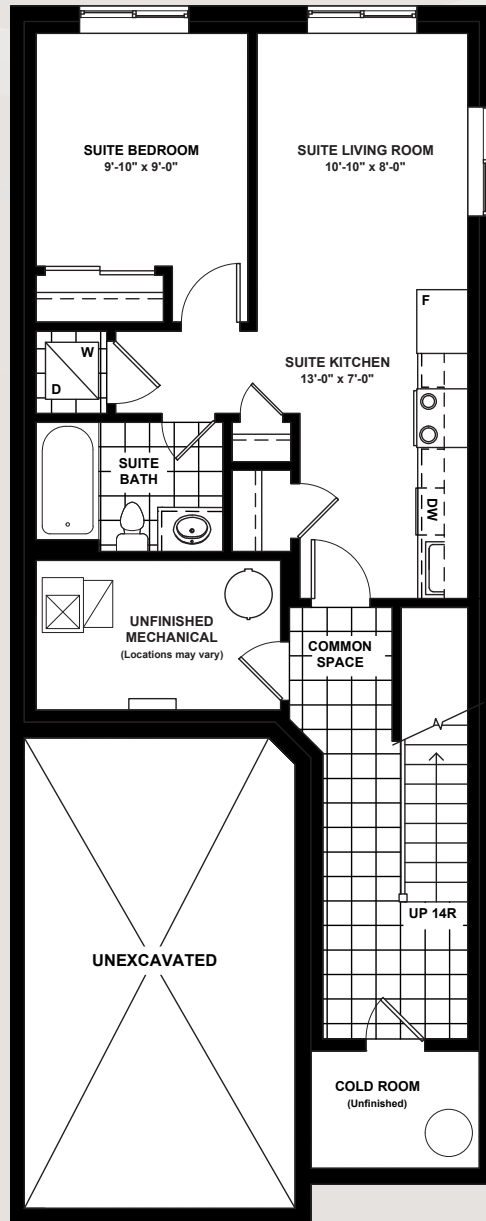 SUITE BEDROOM
9'-10" x 9'-0"
SUITE LIVING ROOM
10'-10" x 8'-0"
F
W
D
SUITE KITCHEN
13'-0" x 7'-0"
SUITE
BATH
DW
UNFINISHED
MECHANICAL
(Locations may vary)
COMMON
SPACE
UP 14R
UNEXCAVATED
COLD ROOM
(Unfinished)